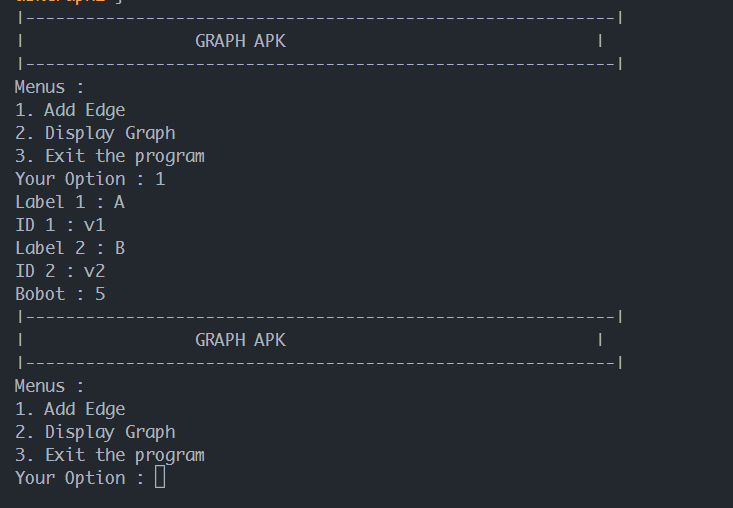 |-----------------------------------------------------------|
|                 GRAPH APK                               |
|-----------------------------------------------------------|
Menus :
1. Add Edge
2. Display Graph
3. Exit the program
Your Option : 1
Label 1 : A
ID 1 : v1
Label 2 : B
ID 2 : v2
Bobot : 5
|-----------------------------------------------------------|
|                 GRAPH APK                               |
|-----------------------------------------------------------|
Menus :
1. Add Edge
2. Display Graph
3. Exit the program
Your Option :